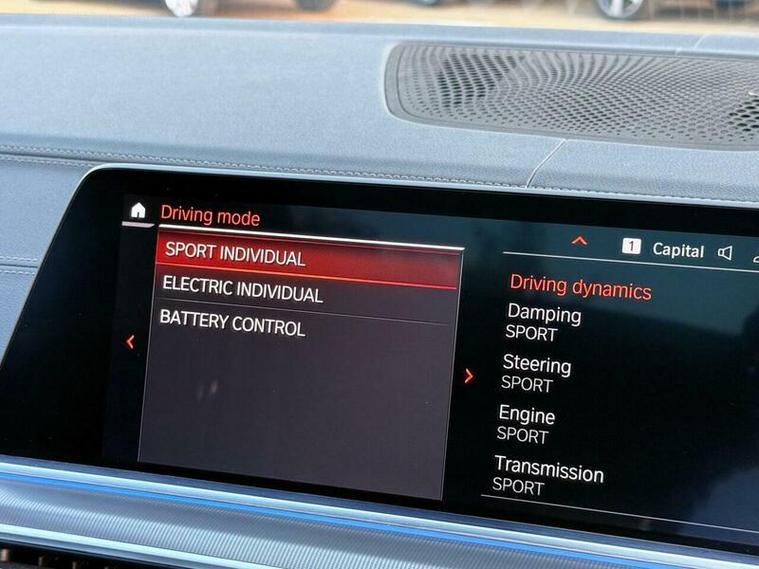 Driving mode
SPORT INDIVIDUAL
ELECTRIC INDIVIDUAL
BATTERY CONTROL
1 Capital
Driving dynamics
Damping
SPORT
Steering
SPORT
Engine
SPORT
Transmission
SPORT